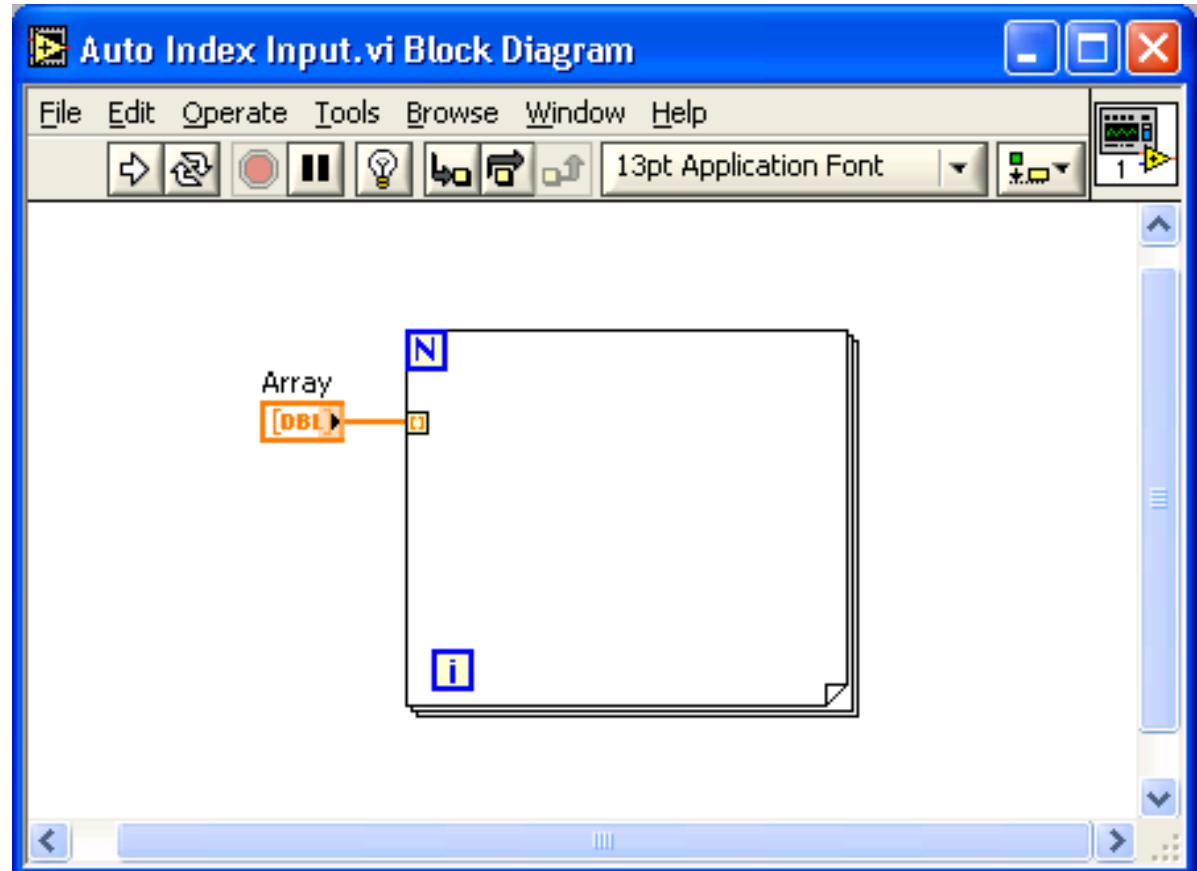 Auto Index Input.vi Block Diagram
File Edit Operate Tools Browse Window Help
13pt Application Font
1
N
Array
[DBL]
[]
i